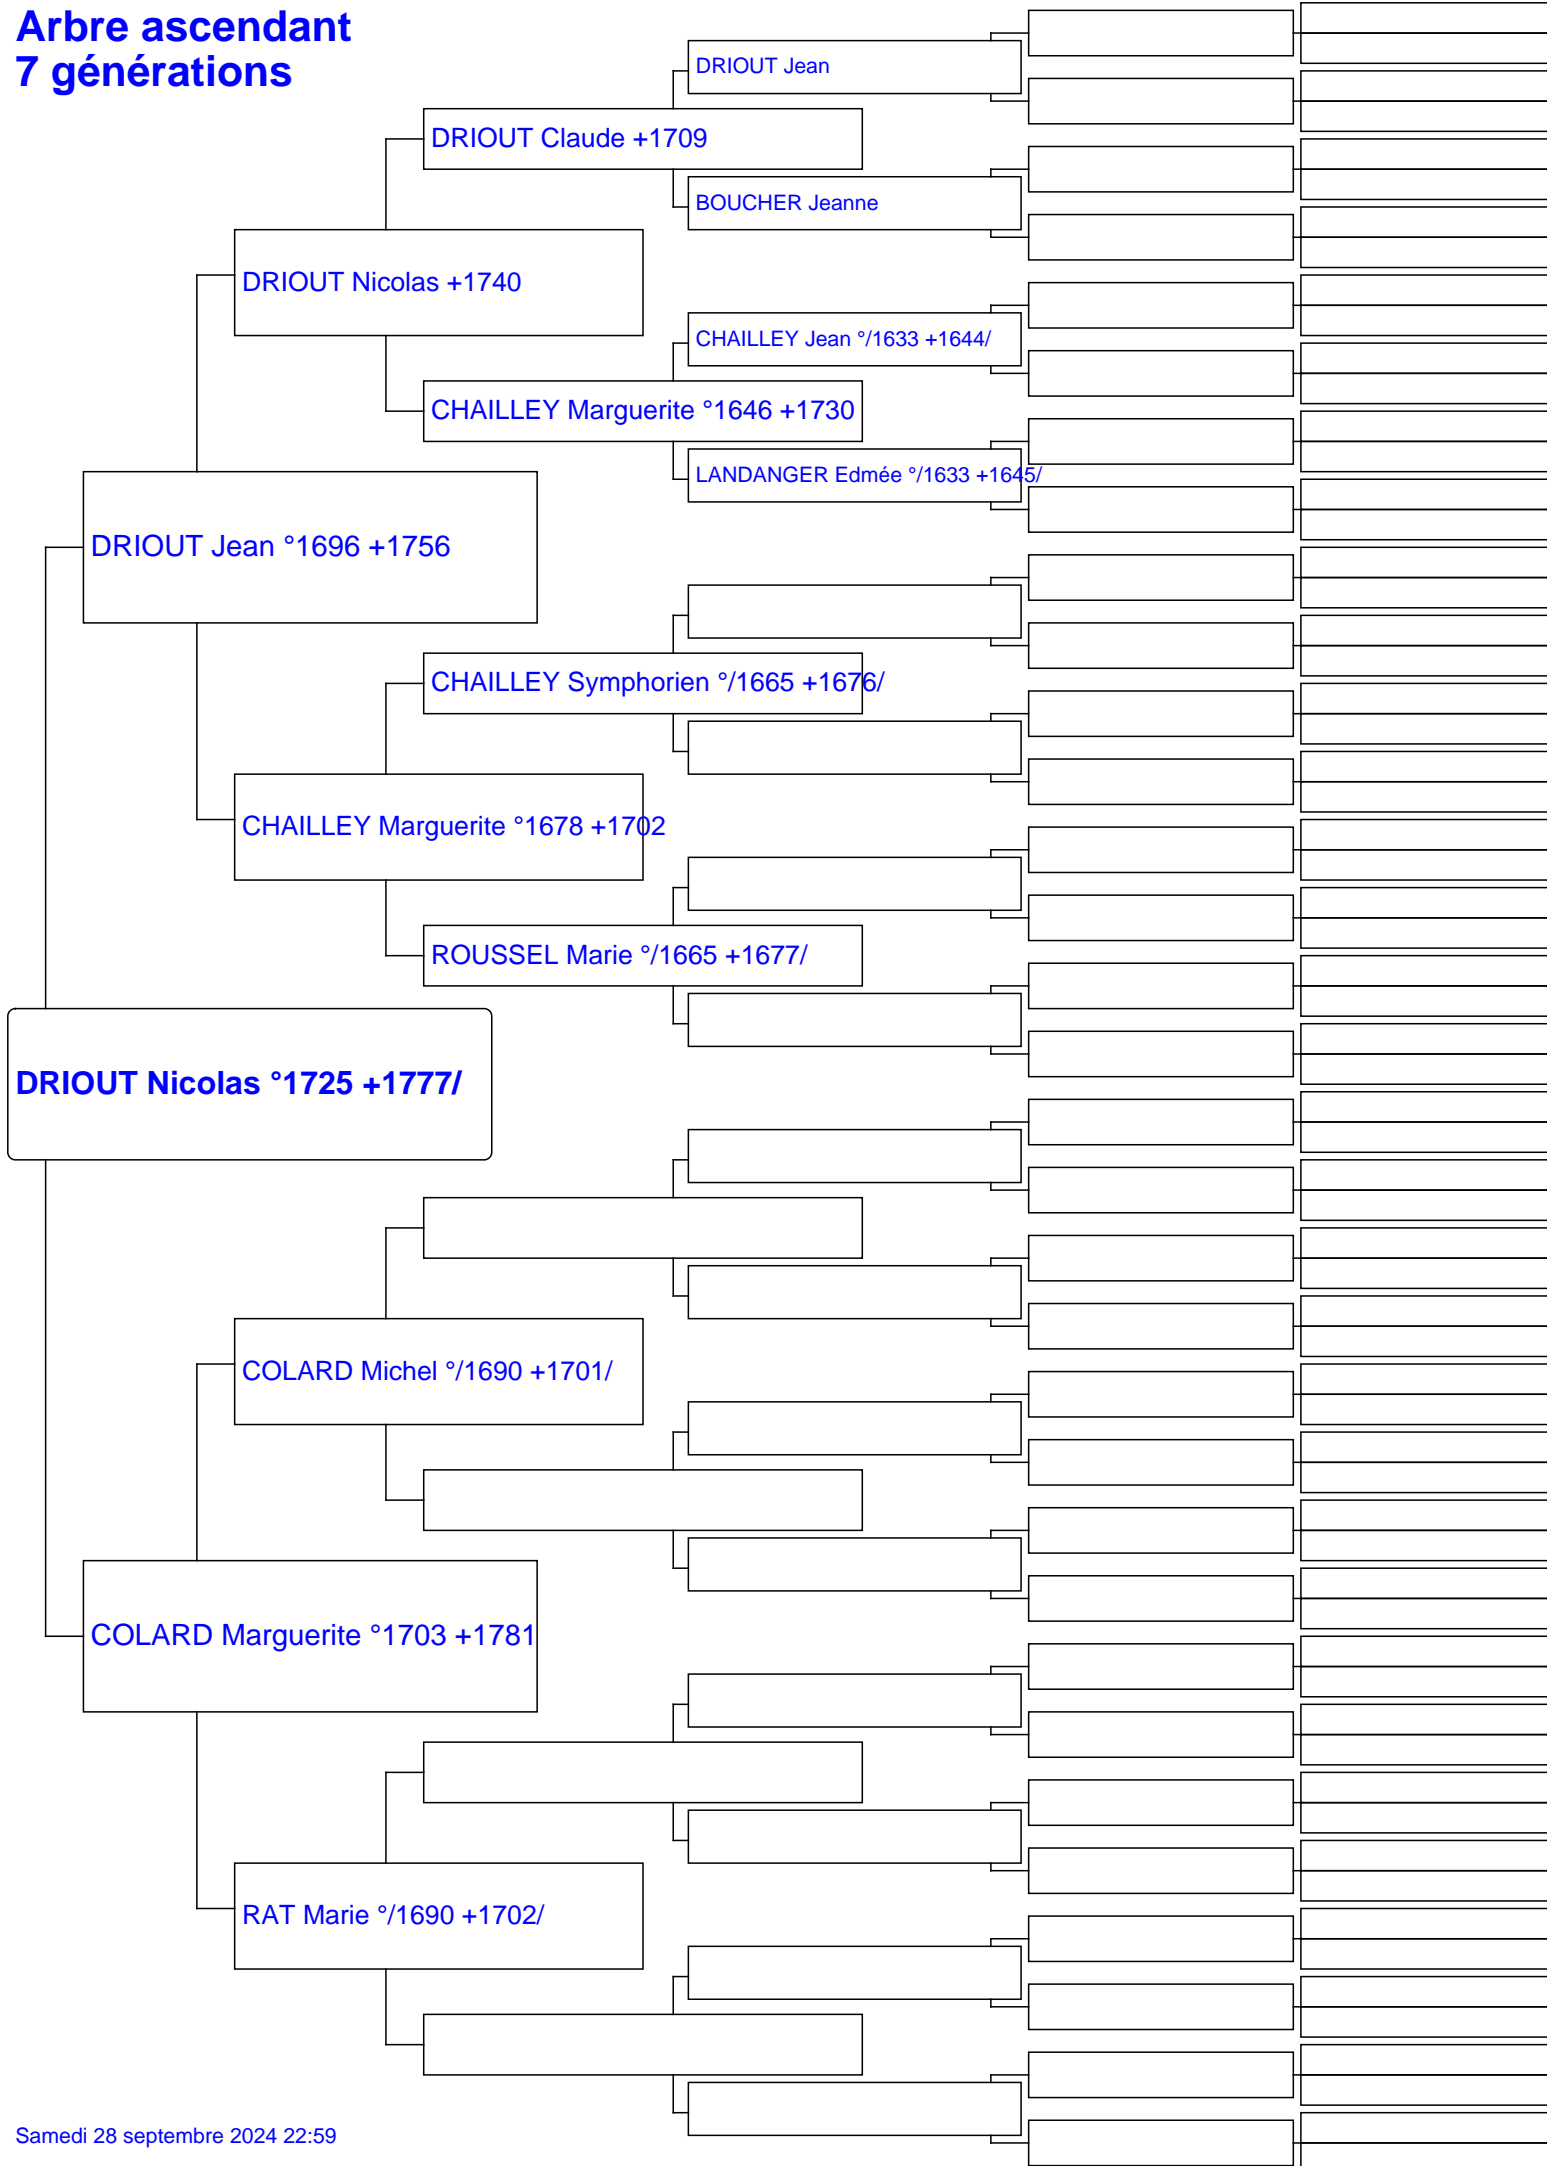 Arbre ascendant
7 générations
DRIOUT Jean
DRIOUT Claude +1709
BOUCHER Jeanne
DRIOUT Nicolas +1740
CHAILLEY Jean °/1633 +1644/
CHAILLEY Marguerite °1646 +1730
LANDANGER Edmée °/1633 +1645/
DRIOUT Jean °1696 +1756
CHAILLEY Symphorien °/1665 +1676/
CHAILLEY Marguerite °1678 +1702
ROUSSEL Marie °/1665 +1677/
DRIOUT Nicolas °1725 +1777/
COLARD Michel °/1690 +1701/
COLARD Marguerite °1703 +1781
RAT Marie °/1690 +1702/
Samedi 28 septembre 2024 22:59